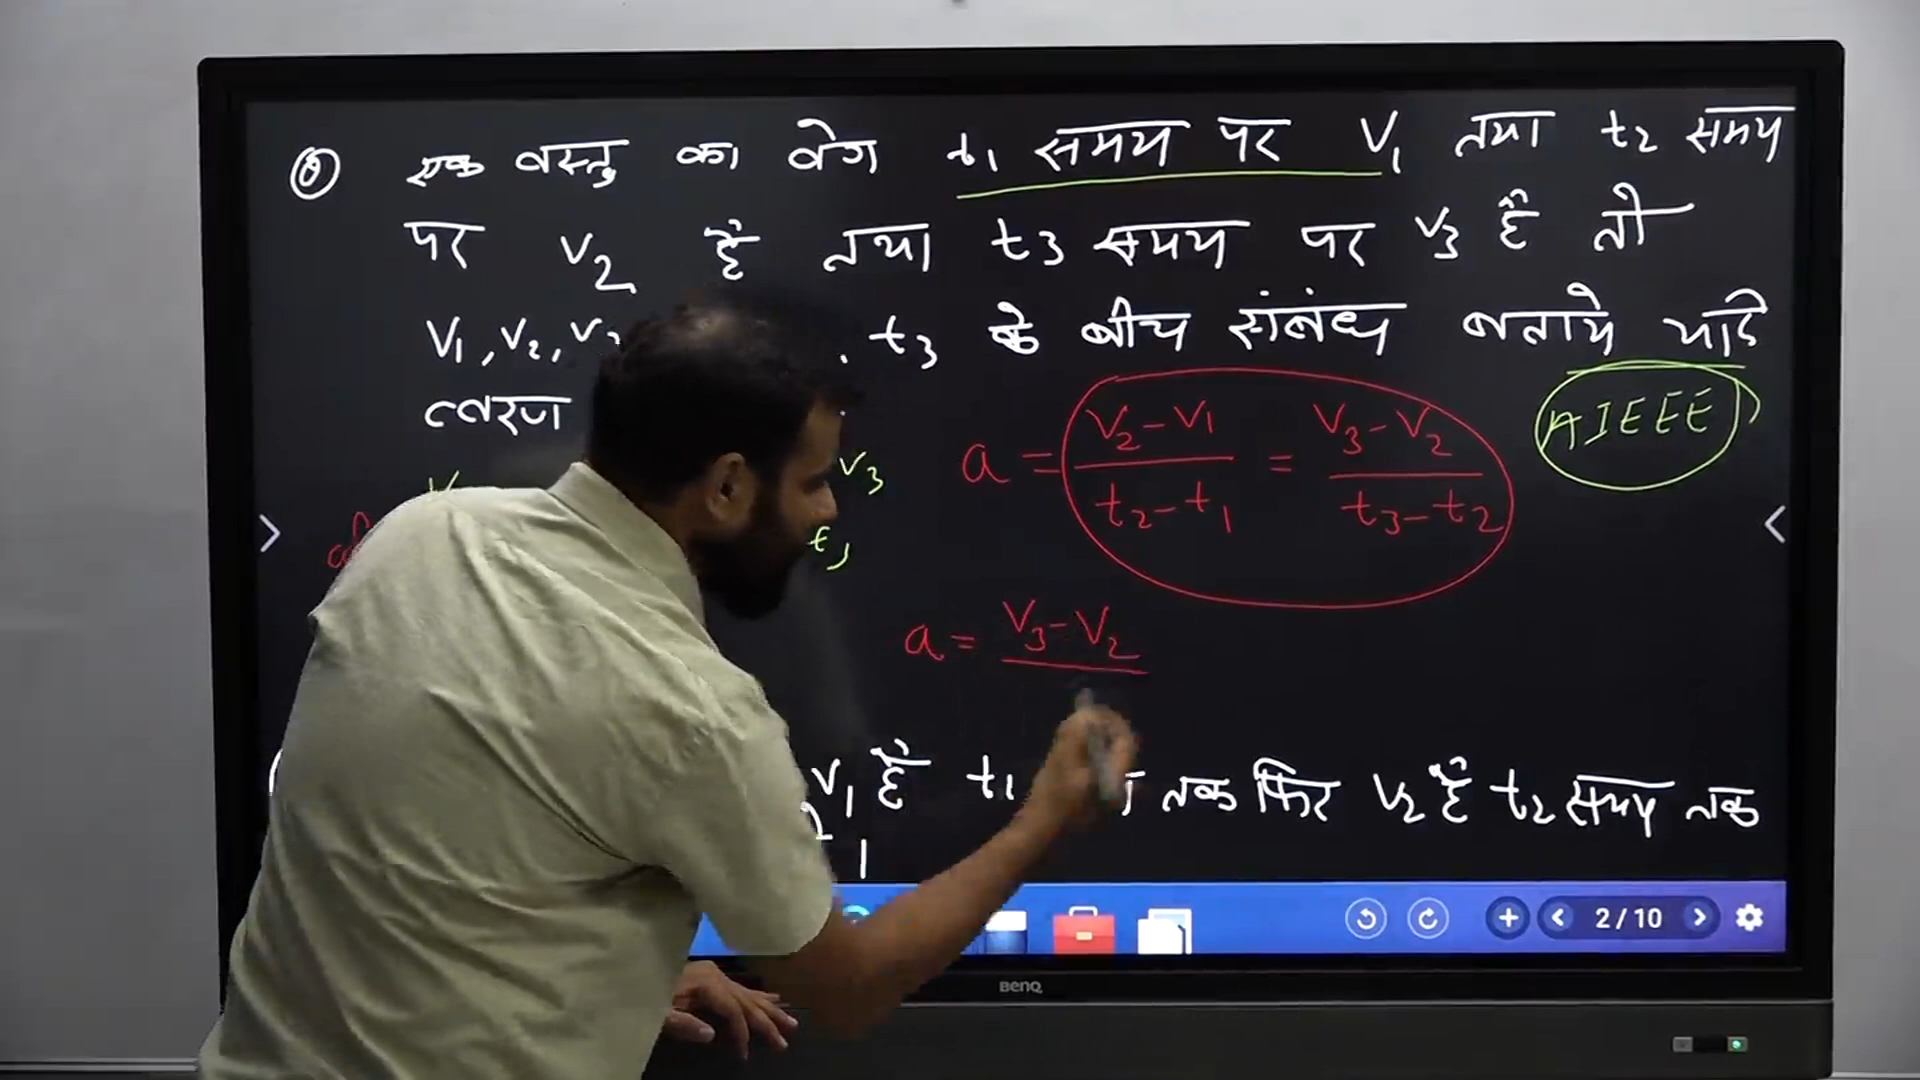 एक वस्तु का वेग t₁ समय पर V₁ तथा t₂ समय
पर V₂ है तथा t₃ समय पर V₃ है तो
V₁, V₂, V₃ t₃ के बीच संबंध बताये यदि
त्वरण
AIEEE
V₃
t₃
a = V₂-V₁ / t₂-t₁ = V₃-V₂ / t₃-t₂
a = V₃-V₂
V₁ है t₁ तक फिर V₂ है t₂ समय तक
2 / 10
BenQ